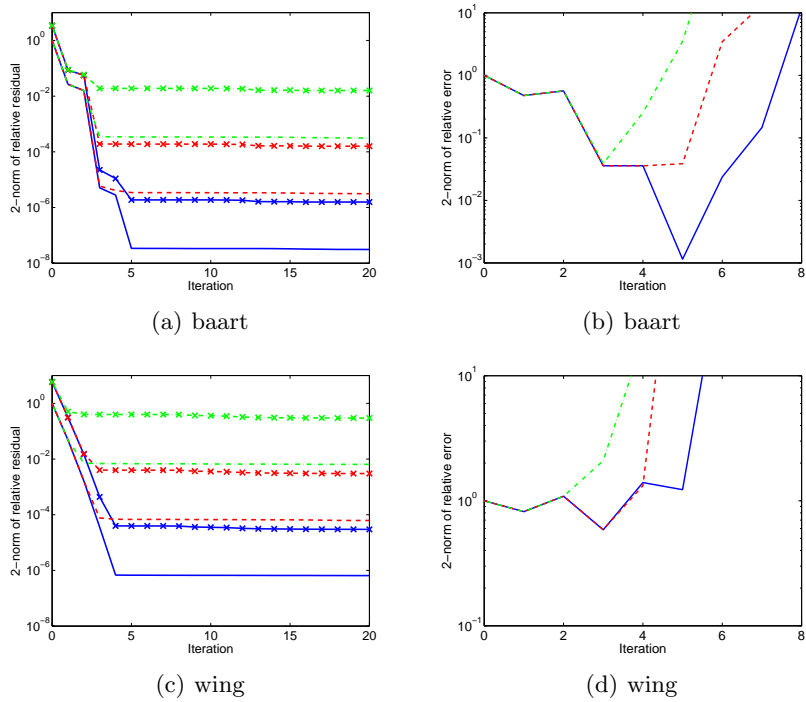 10^0
10^-2
10^-4
10^-6
10^-8
2−norm of relative residual
0 5 10 15 20
Iteration
(a) baart
10^1
10^0
10^-1
10^-2
10^-3
2−norm of relative error
0 2 4 6 8
Iteration
(b) baart
10^0
10^-2
10^-4
10^-6
10^-8
2−norm of relative residual
0 5 10 15 20
Iteration
(c) wing
10^1
10^0
10^-1
2−norm of relative error
0 2 4 6 8
Iteration
(d) wing